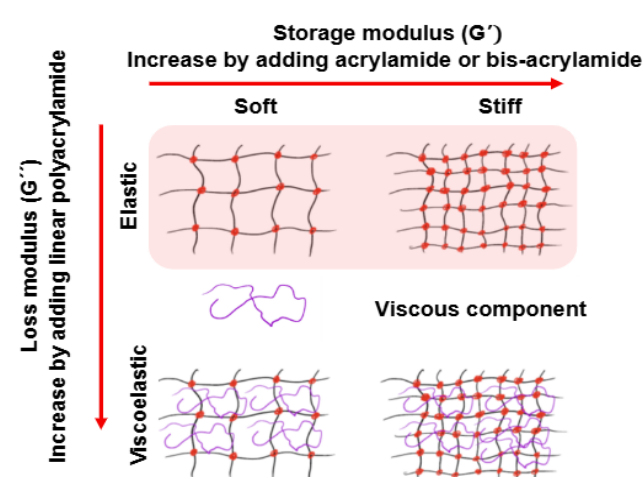 Storage modulus (G´)
Increase by adding acrylamide or bis-acrylamide
Soft
Stiff
Loss modulus (G´´)
Increase by adding linear polyacrylamide
Elastic
Viscous component
Viscoelastic